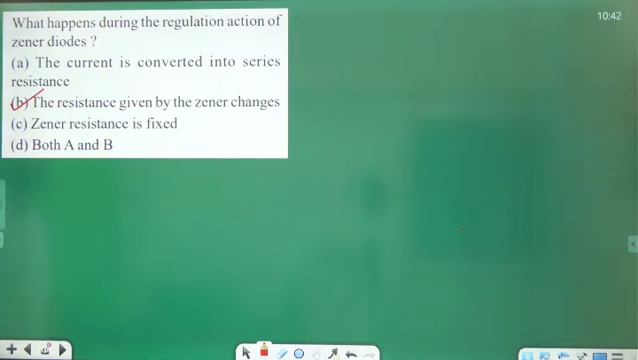 10:42
What happens during the regulation action of
zener diodes ?
(a) The current is converted into series
resistance
(b) The resistance given by the zener changes
(c) Zener resistance is fixed
(d) Both A and B